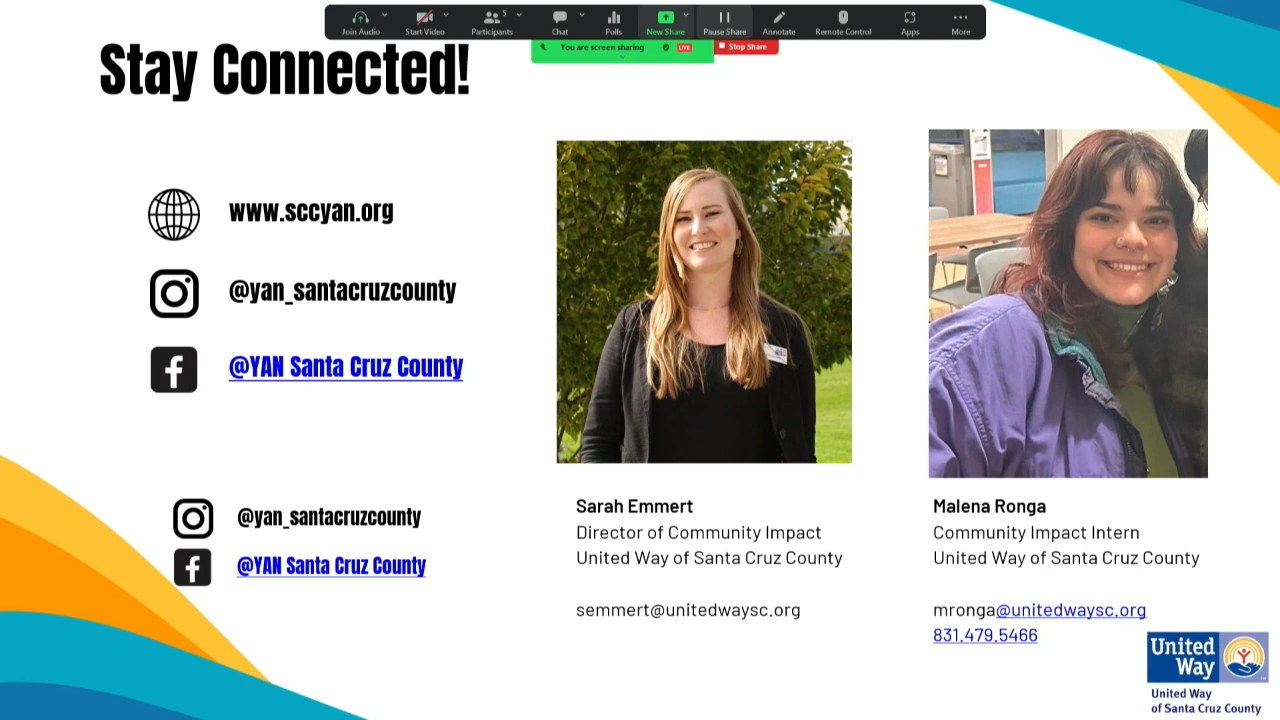 Join Audio
Start Video
Participants
5
Chat
Polls
New Share
Pause Share
Annotate
Remote Control
Apps
More
You are screen sharing
LIVE
Stop Share
Stay Connected!
www.sccyan.org
@yan_santacruzcounty
@YAN Santa Cruz County
@yan_santacruzcounty
@YAN Santa Cruz County
Sarah Emmert
Director of Community Impact
United Way of Santa Cruz County
semmert@unitedwaysc.org
Malena Ronga
Community Impact Intern
United Way of Santa Cruz County
mronga@unitedwaysc.org
831.479.5466
United
Way
United Way
of Santa Cruz County